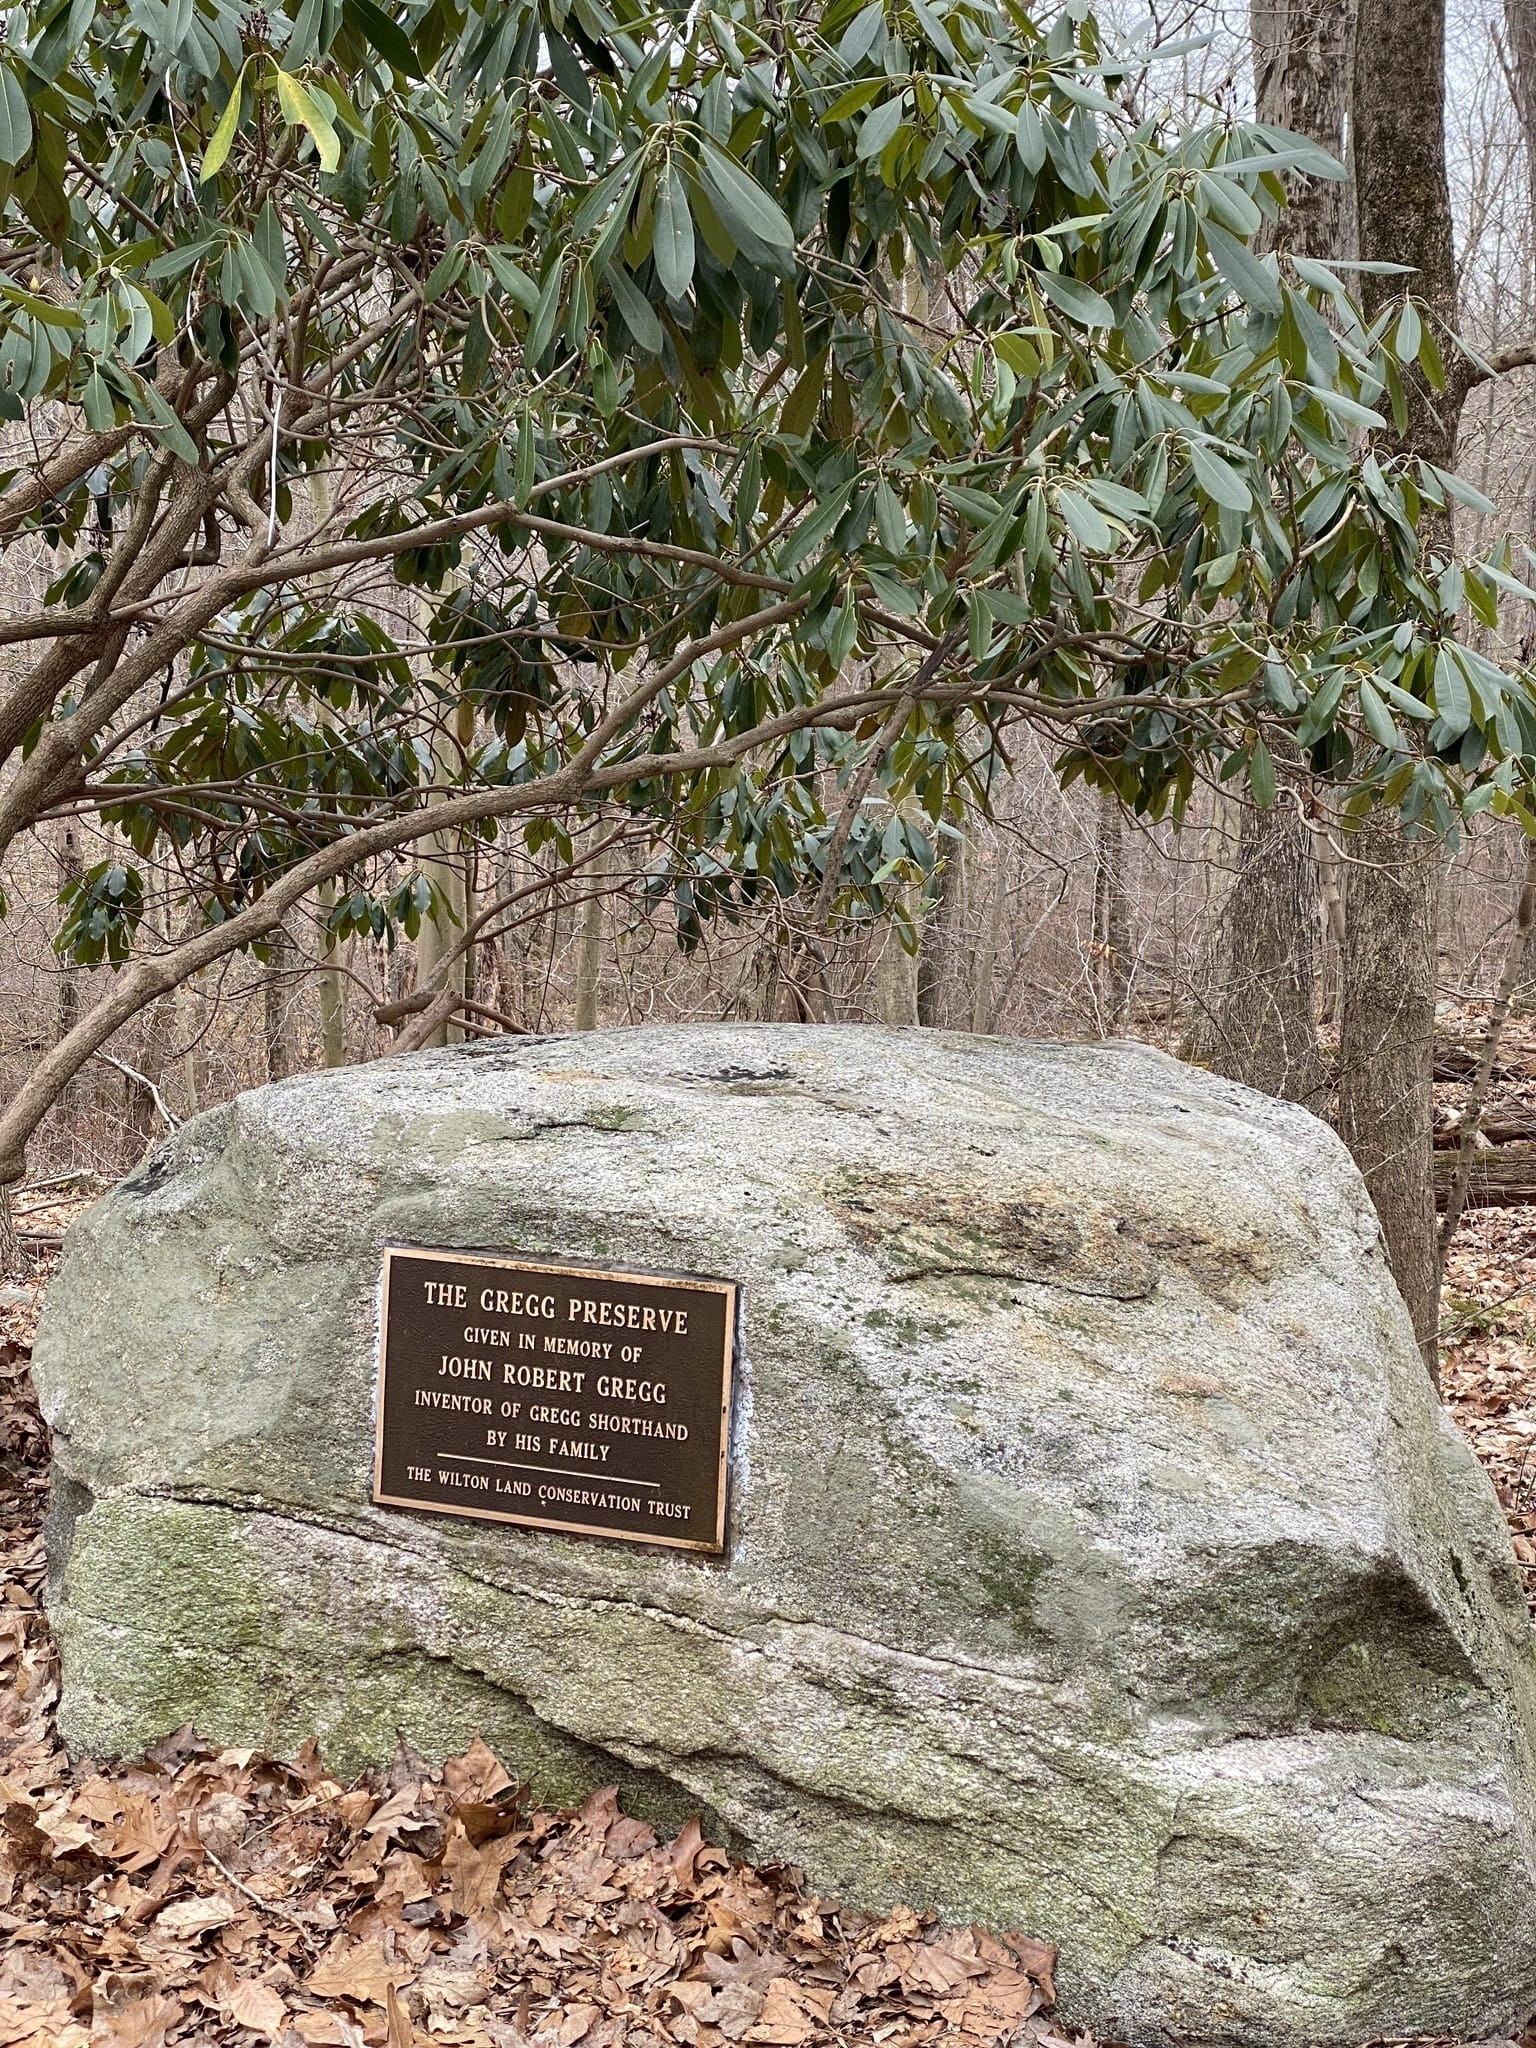 THE GREGG PRESERVE
GIVEN IN MEMORY OF
JOHN ROBERT GREGG
INVENTOR OF GREGG SHORTHAND
BY HIS FAMILY
THE WILTON LAND CONSERVATION TRUST